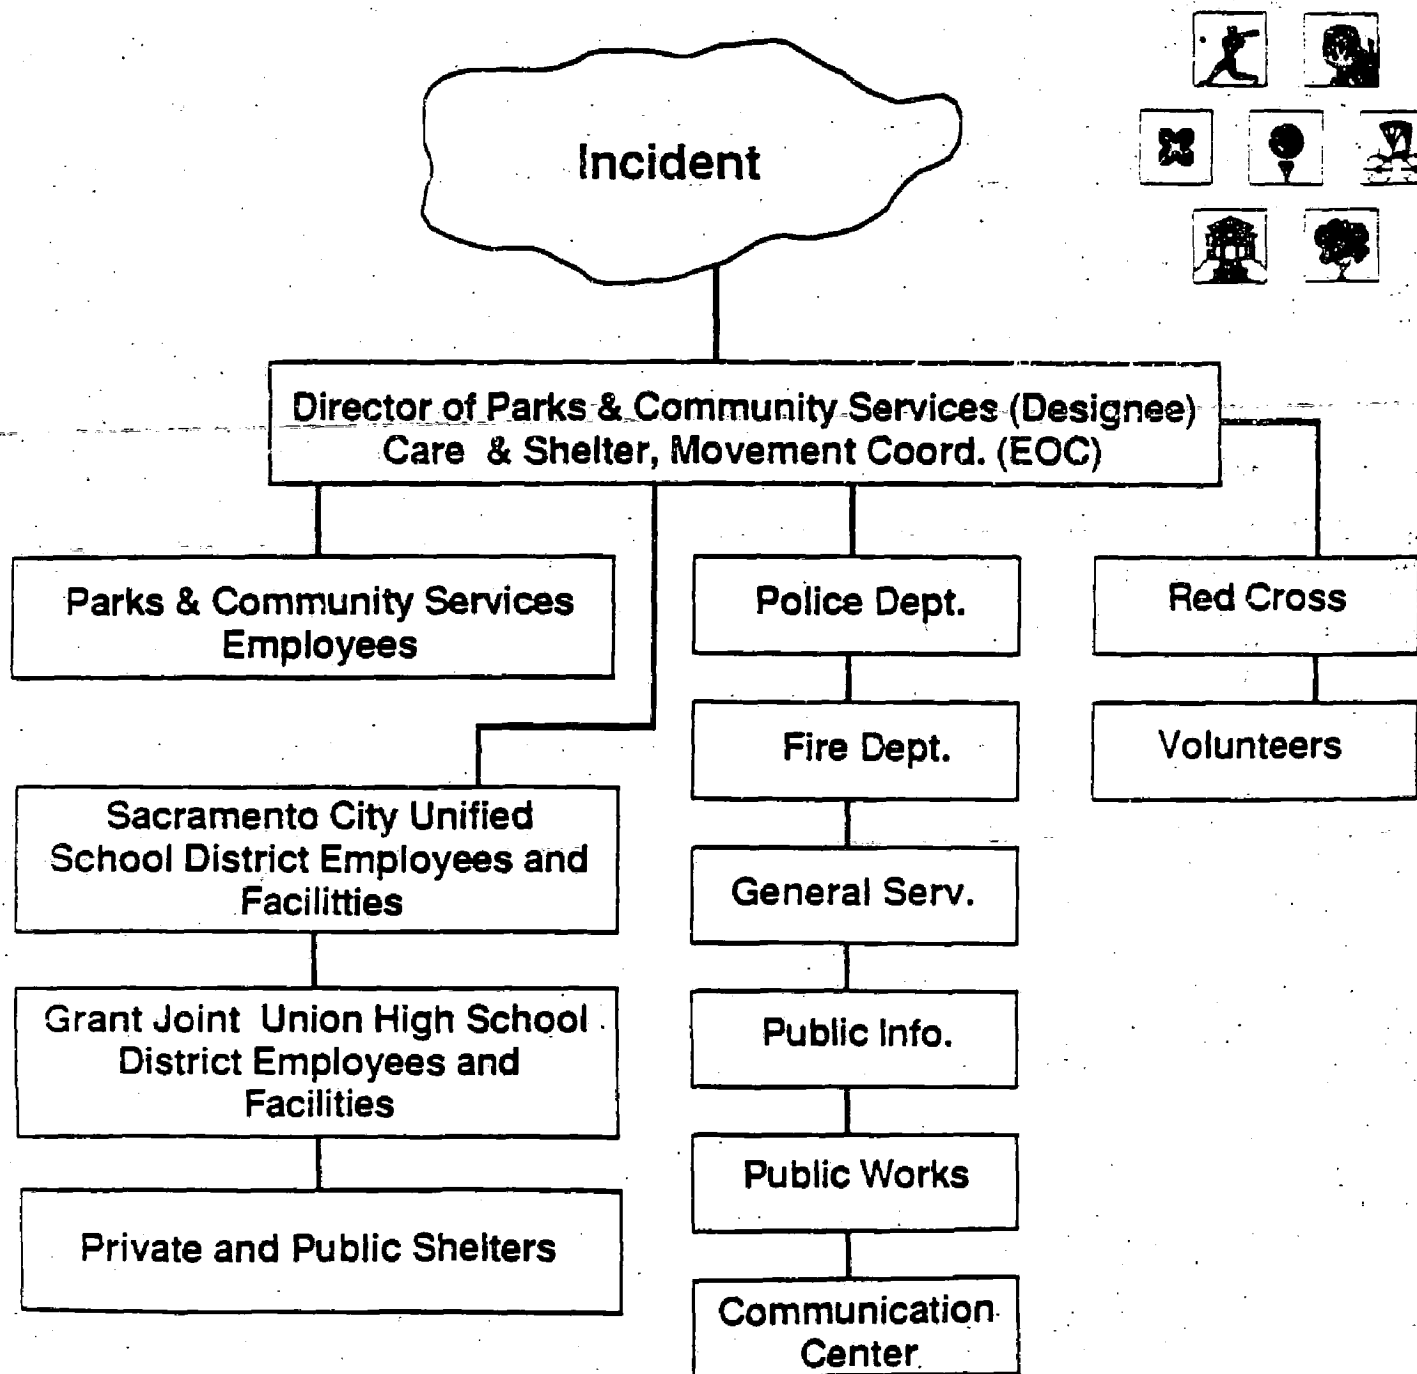 Incident
Director of Parks & Community Services (Designee)
Care & Shelter, Movement Coord. (EOC)
Parks & Community Services
Employees
Sacramento City Unified
School District Employees and
Facilitties
Grant Joint Union High School
District Employees and
Facilities
Private and Public Shelters
Police Dept.
Fire Dept.
General Serv.
Public Info.
Public Works
Communication
Center
Red Cross
Volunteers